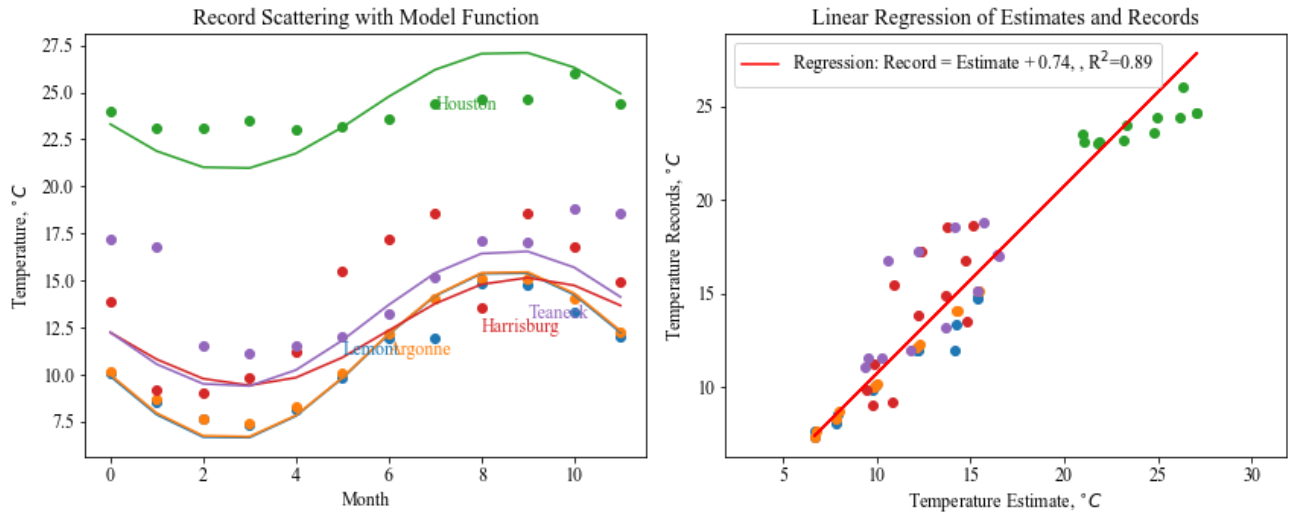 Record Scattering with Model Function
Temperature, °C
27.5
25.0
22.5
20.0
17.5
15.0
12.5
10.0
7.5
Houston
Teaneck
Harrisburg
Lemont
Argonne
0
2
4
6
8
10
Month
Linear Regression of Estimates and Records
Regression: Record = Estimate + 0.74, , R²=0.89
Temperature Records, °C
25
20
15
10
5
10
15
20
25
30
Temperature Estimate, °C